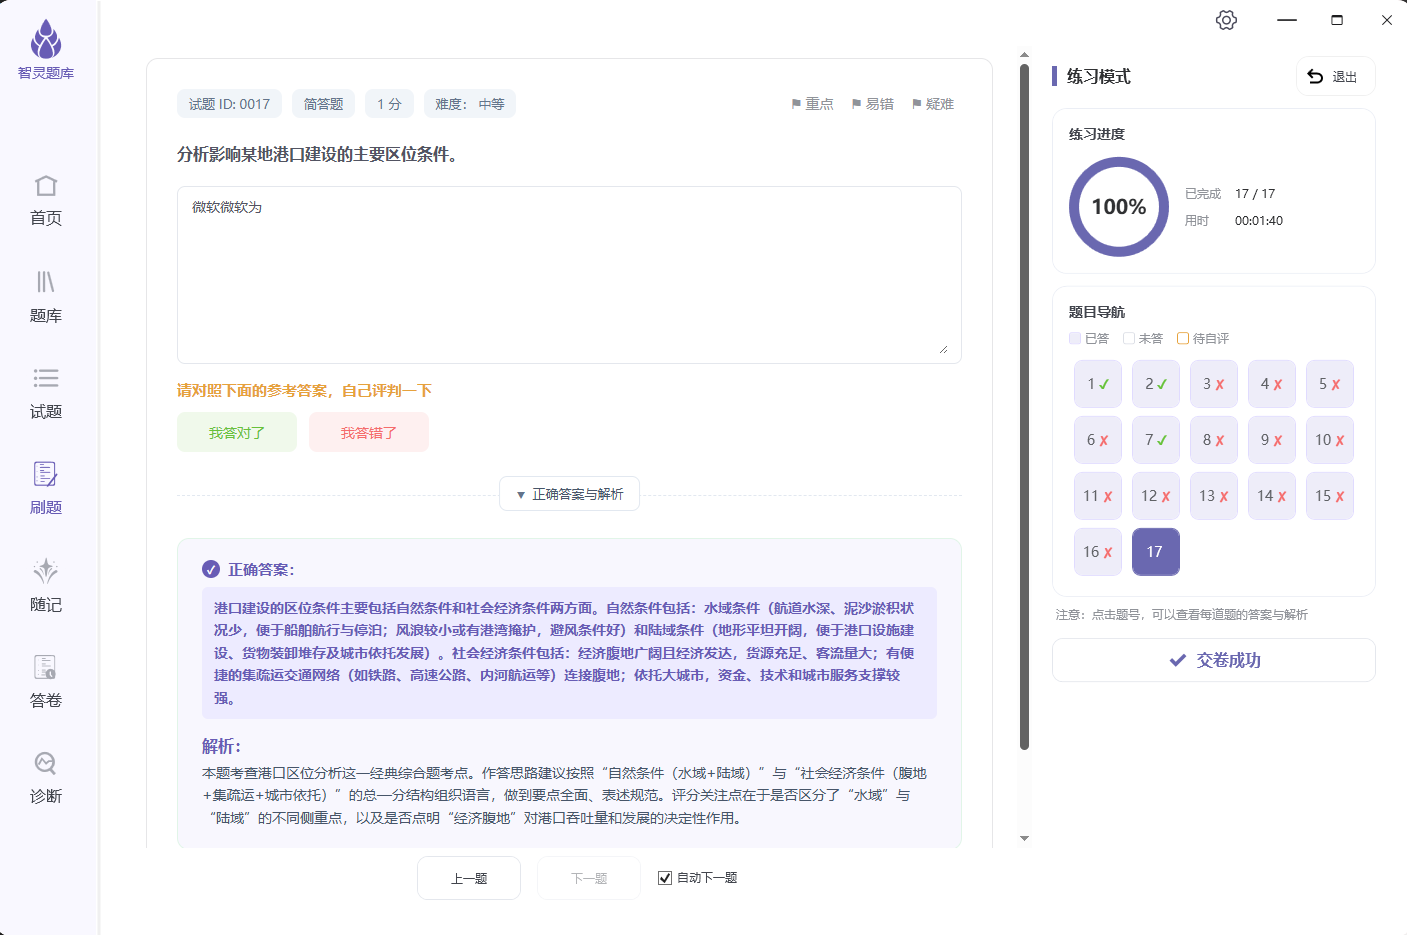 智灵题库
首页
题库
试题
刷题
随记
答卷
诊断
试题 ID: 0017
简答题
1 分
难度： 中等
重点
易错
疑难
分析影响某地港口建设的主要区位条件。
微软微软为
请对照下面的参考答案，自己评判一下
我答对了
我答错了
▼ 正确答案与解析
正确答案：
港口建设的区位条件主要包括自然条件和社会经济条件两方面。自然条件包括：水域条件（航道水深、泥沙淤积状
况少，便于船舶航行与停泊；风浪较小或有港湾掩护，避风条件好）和陆域条件（地形平坦开阔，便于港口设施建
设、货物装卸堆存及城市依托发展）。社会经济条件包括：经济腹地广阔且经济发达，货源充足、客流量大；有便
捷的集疏运交通网络（如铁路、高速公路、内河航运等）连接腹地；依托大城市，资金、技术和城市服务支撑较
强。
解析：
本题考查港口区位分析这一经典综合题考点。作答思路建议按照“自然条件（水域+陆域）”与“社会经济条件（腹地
+集疏运+城市依托）”的总—分结构组织语言，做到要点全面、表述规范。评分关注点在于是否区分了“水域”与
“陆域”的不同侧重点，以及是否点明“经济腹地”对港口吞吐量和发展的决定性作用。
上一题
下一题
自动下一题
练习模式
退出
练习进度
100%
已完成 17 / 17
用时 00:01:40
题目导航
已答 未答 待自评
1 ✓ 2 ✓ 3 ✗ 4 ✗ 5 ✗
6 ✗ 7 ✓ 8 ✗ 9 ✗ 10 ✗
11 ✗ 12 ✗ 13 ✗ 14 ✗ 15 ✗
16 ✗ 17
注意：点击题号，可以查看每道题的答案与解析
交卷成功